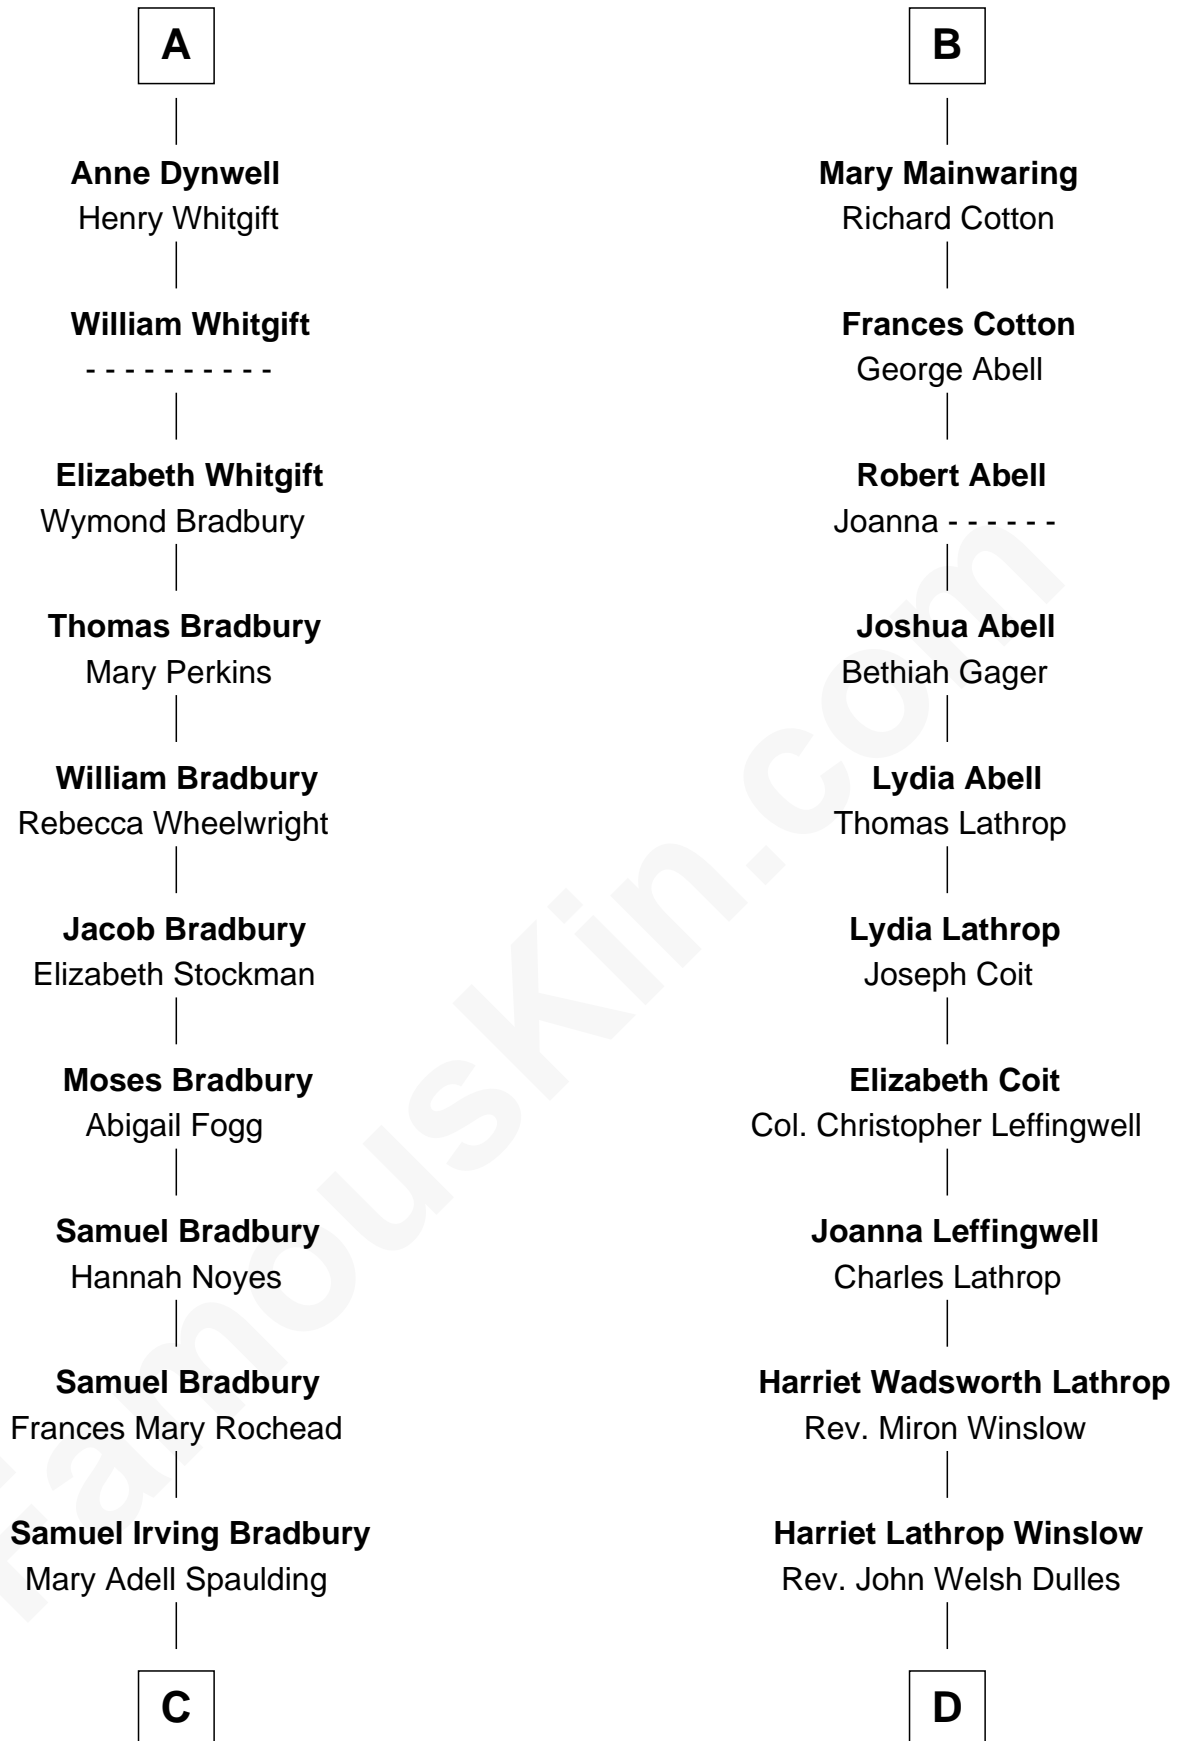 A
Anne Dynwell
Henry Whitgift
William Whitgift
- - - - - - - - - -
Elizabeth Whitgift
Wymond Bradbury
Thomas Bradbury
Mary Perkins
William Bradbury
Rebecca Wheelwright
Jacob Bradbury
Elizabeth Stockman
Moses Bradbury
Abigail Fogg
Samuel Bradbury
Hannah Noyes
Samuel Bradbury
Frances Mary Rochead
Samuel Irving Bradbury
Mary Adell Spaulding
C
B
Mary Mainwaring
Richard Cotton
Frances Cotton
George Abell
Robert Abell
Joanna - - - - - -
Joshua Abell
Bethiah Gager
Lydia Abell
Thomas Lathrop
Lydia Lathrop
Joseph Coit
Elizabeth Coit
Col. Christopher Leffingwell
Joanna Leffingwell
Charles Lathrop
Harriet Wadsworth Lathrop
Rev. Miron Winslow
Harriet Lathrop Winslow
Rev. John Welsh Dulles
D
FamousKin.com